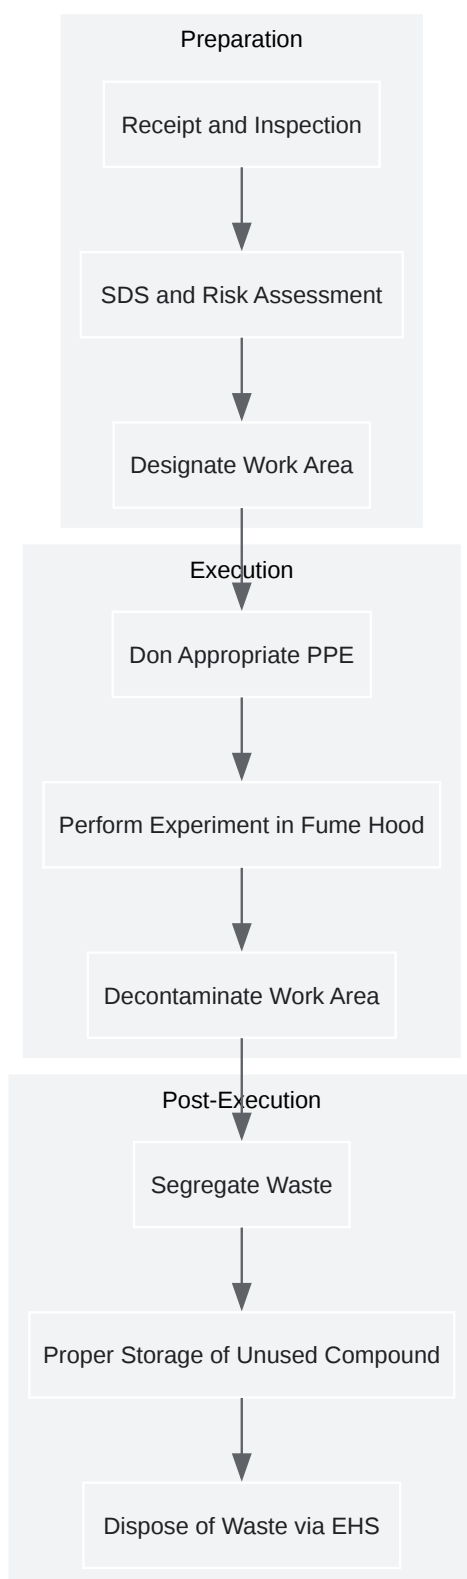 Preparation
Receipt and Inspection
SDS and Risk Assessment
Designate Work Area
Execution
Don Appropriate PPE
Perform Experiment in Fume Hood
Decontaminate Work Area
Post-Execution
Segregate Waste
Proper Storage of Unused Compound
Dispose of Waste via EHS